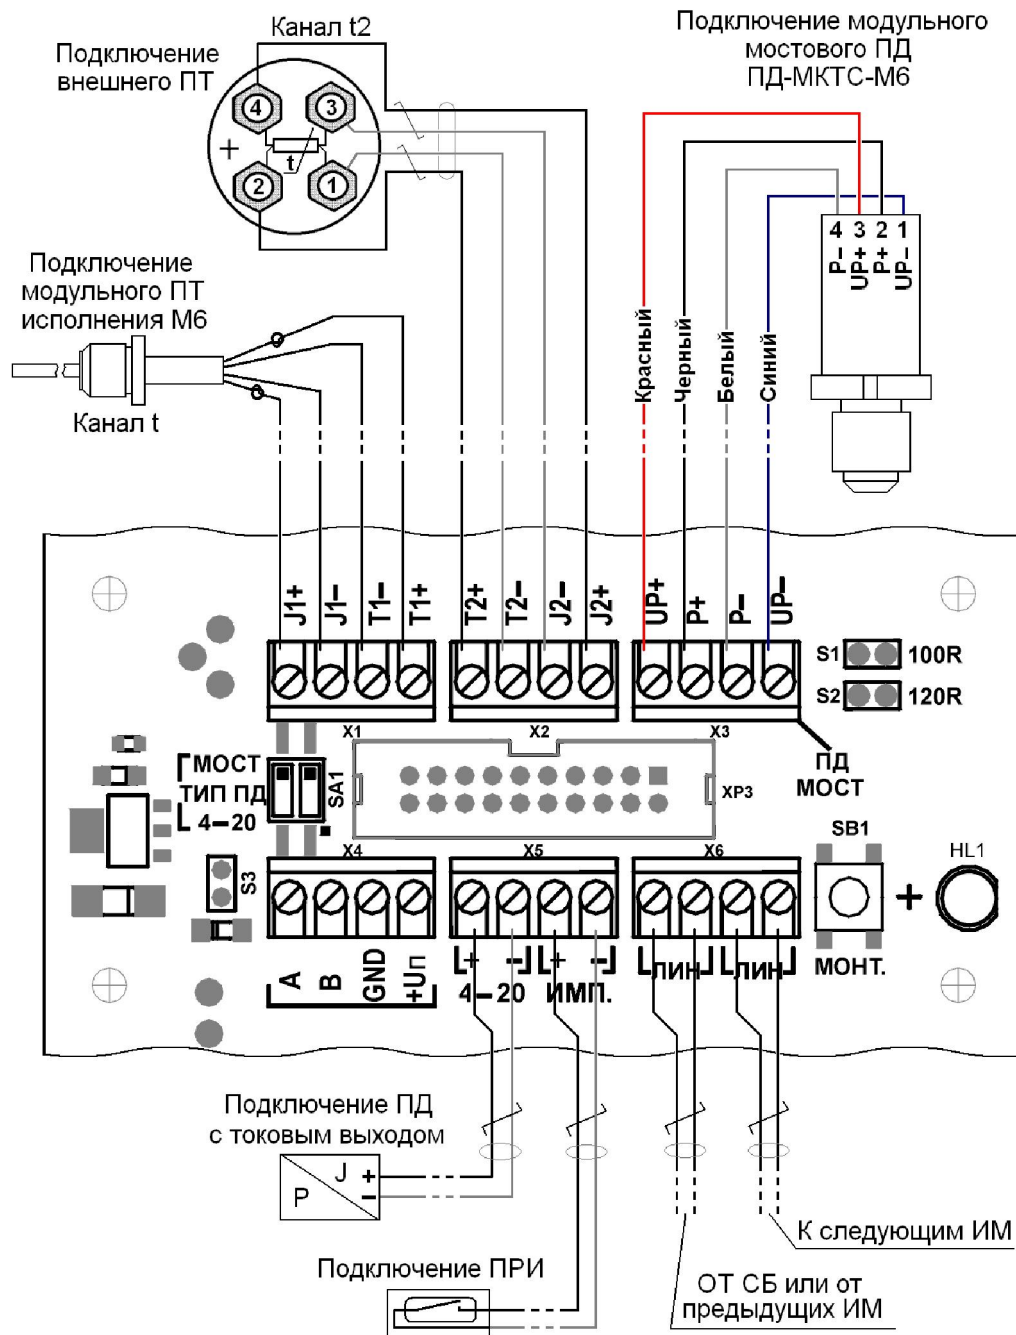 Канал t2
Подключение
внешнего ПТ
Подключение модульного
мостового ПД
ПД-МКТС-М6
4
3
+
t
2
1
4 3 2 1
P–
UP+
P+
UP–
Подключение
модульного ПТ
исполнения М6
Канал t
Красный
Черный
Белый
Синий
J1+
J1–
T1–
T1+
T2+
T2–
J2–
J2+
UP+
P+
P–
UP–
S1
100R
S2
120R
X1
X2
X3
ПД
МОСТ
МОСТ
ТИП ПД
4–20
SA1
XP3
S3
X4
X5
X6
SB1
+
HL1
МОНТ.
A
B
GND
+Uп
+ –
4–20
+ –
ИМП.
ЛИН
ЛИН
Подключение ПД
с токовым выходом
J
+
–
P
Подключение ПРИ
К следующим ИМ
ОТ СБ или от
предыдущих ИМ